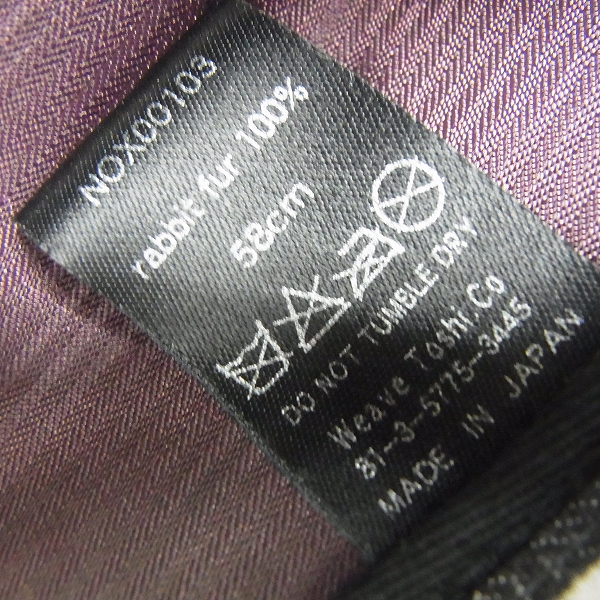 NOX00103
rabbit fur 100%
58cm
DO NOT TUMBLE DRY
Weave Toshi.Co
81-3-5775-3445
MADE IN JAPAN